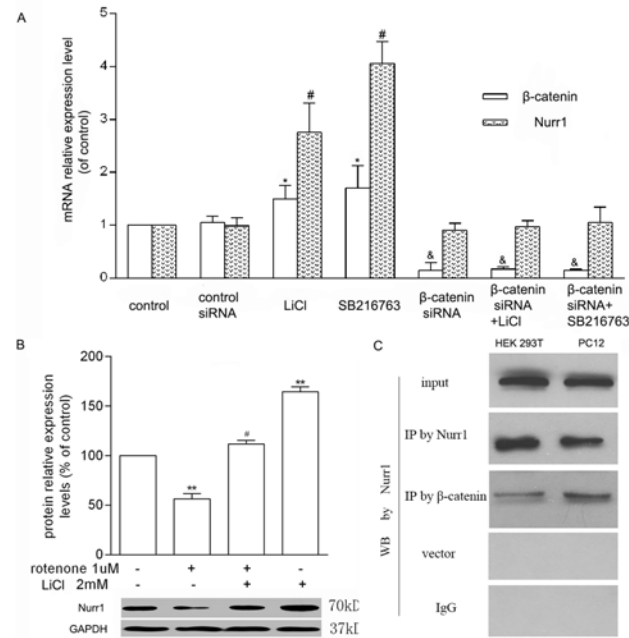 A
mRNA relative expression level
(of control)
5
4
3
2
1
0
#
#
*
*
&
&
&
β-catenin
Nurr1
control
control
siRNA
LiCl
SB216763
β-catenin
siRNA
β-catenin
siRNA
+LiCl
β-catenin
siRNA+
SB216763
B
protein relative expression
levels (% of control)
200
150
100
50
0
**
#
**
rotenone 1uM - + + -
LiCl 2mM - - + +
Nurr1 70kD
GAPDH 37kD
C
HEK 293T PC12
WB by Nurr1
input
IP by Nurr1
IP by β-catenin
vector
IgG